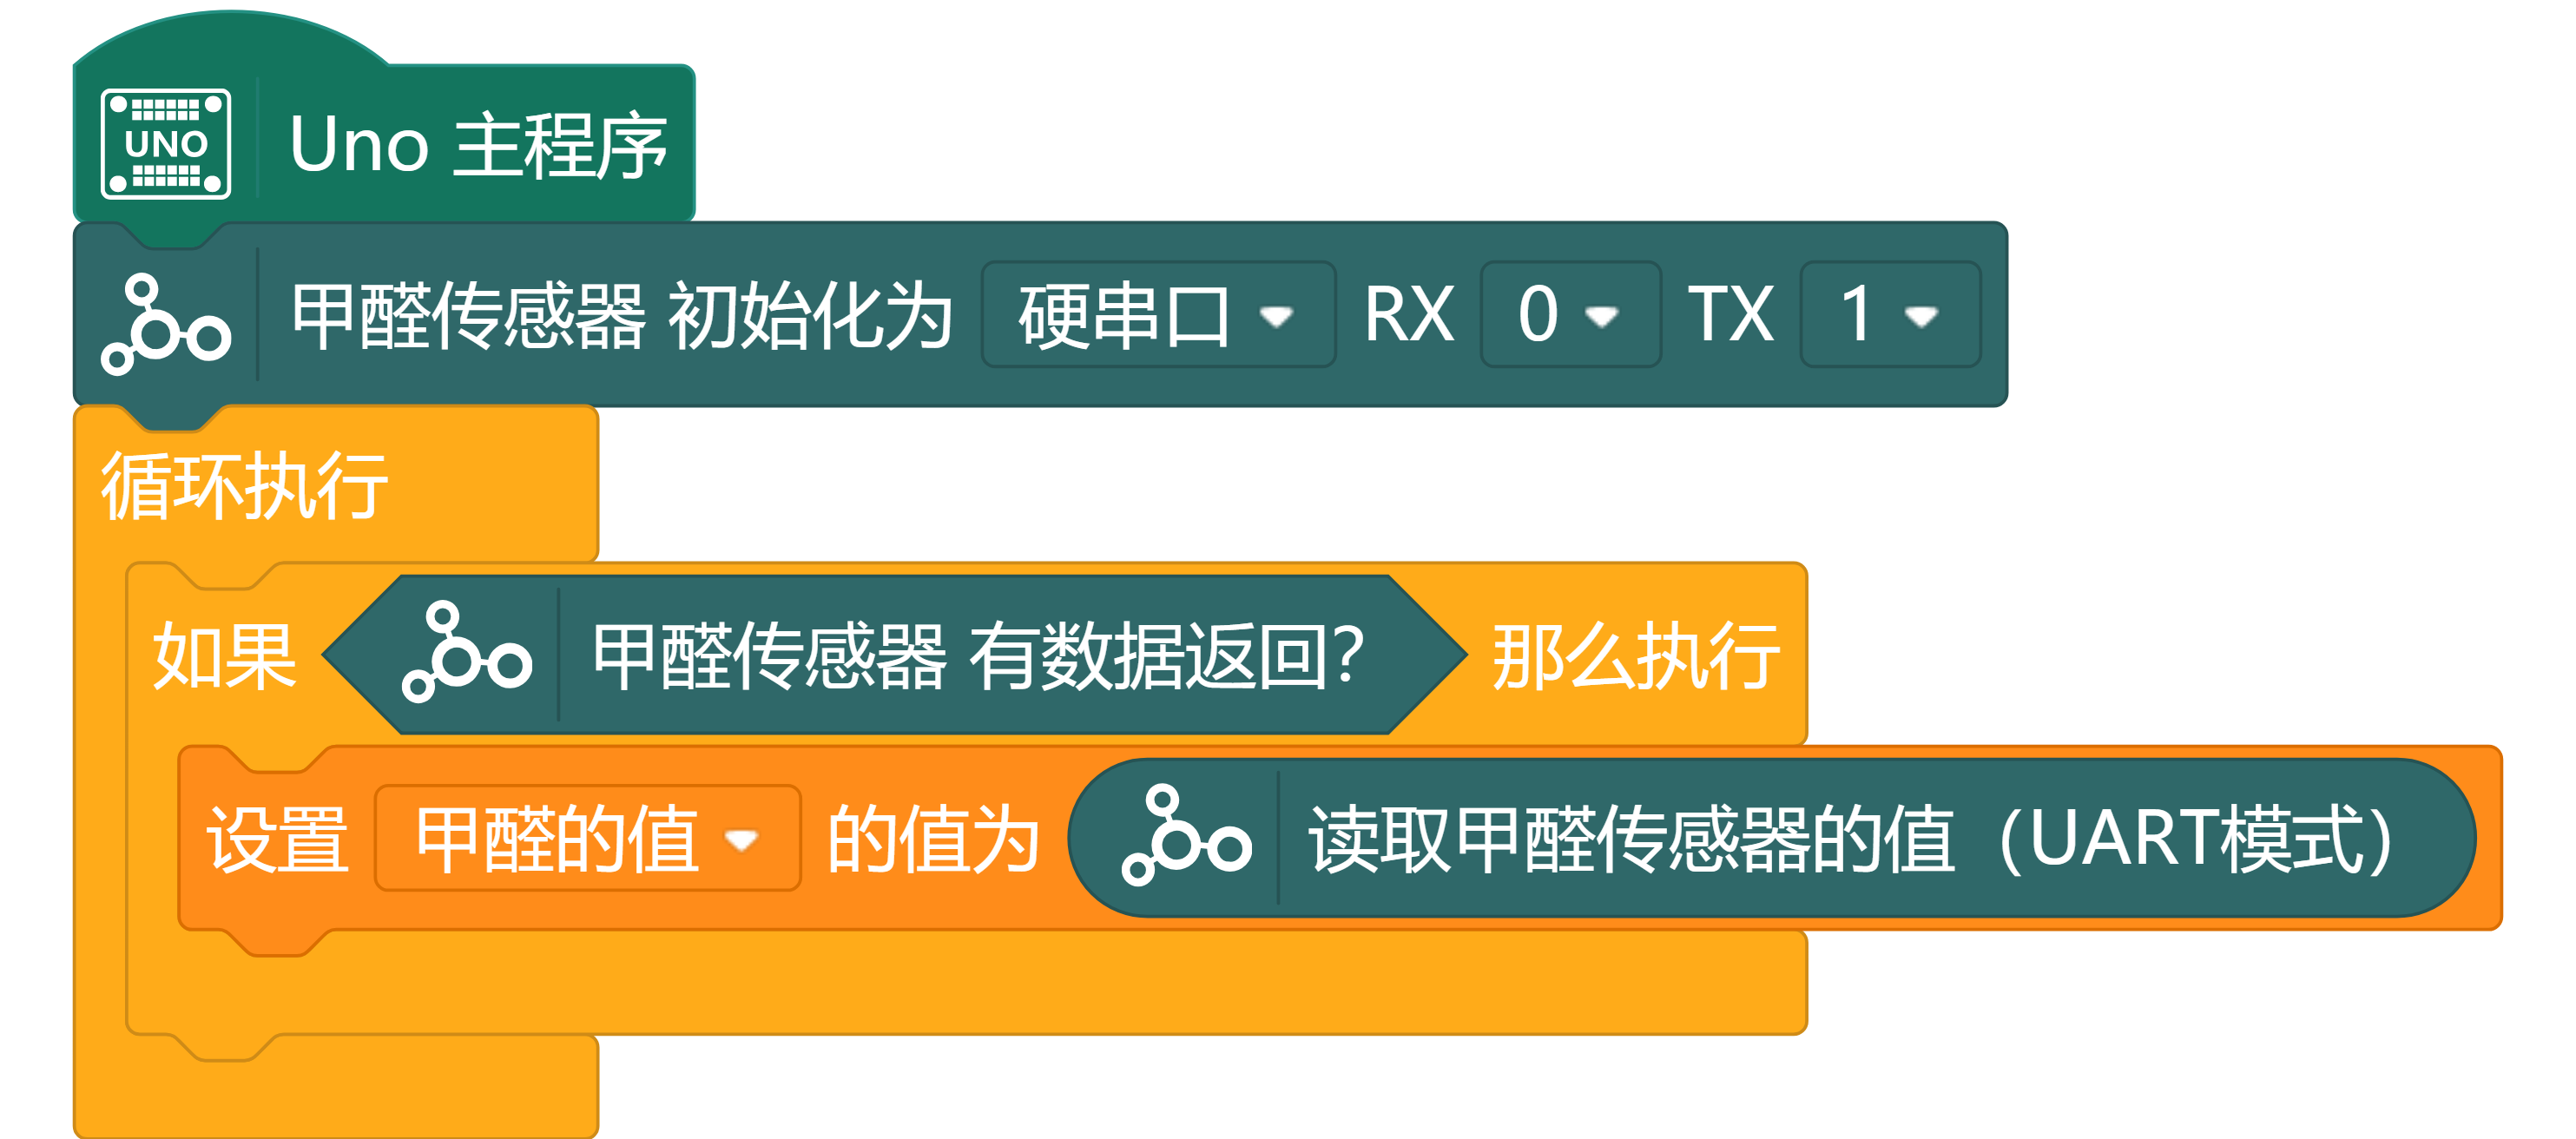 UNO
Uno 主程序
甲醛传感器 初始化为 硬串口 RX 0 TX 1
循环执行
如果 甲醛传感器 有数据返回? 那么执行
设置 甲醛的值 的值为 读取甲醛传感器的值（UART模式）